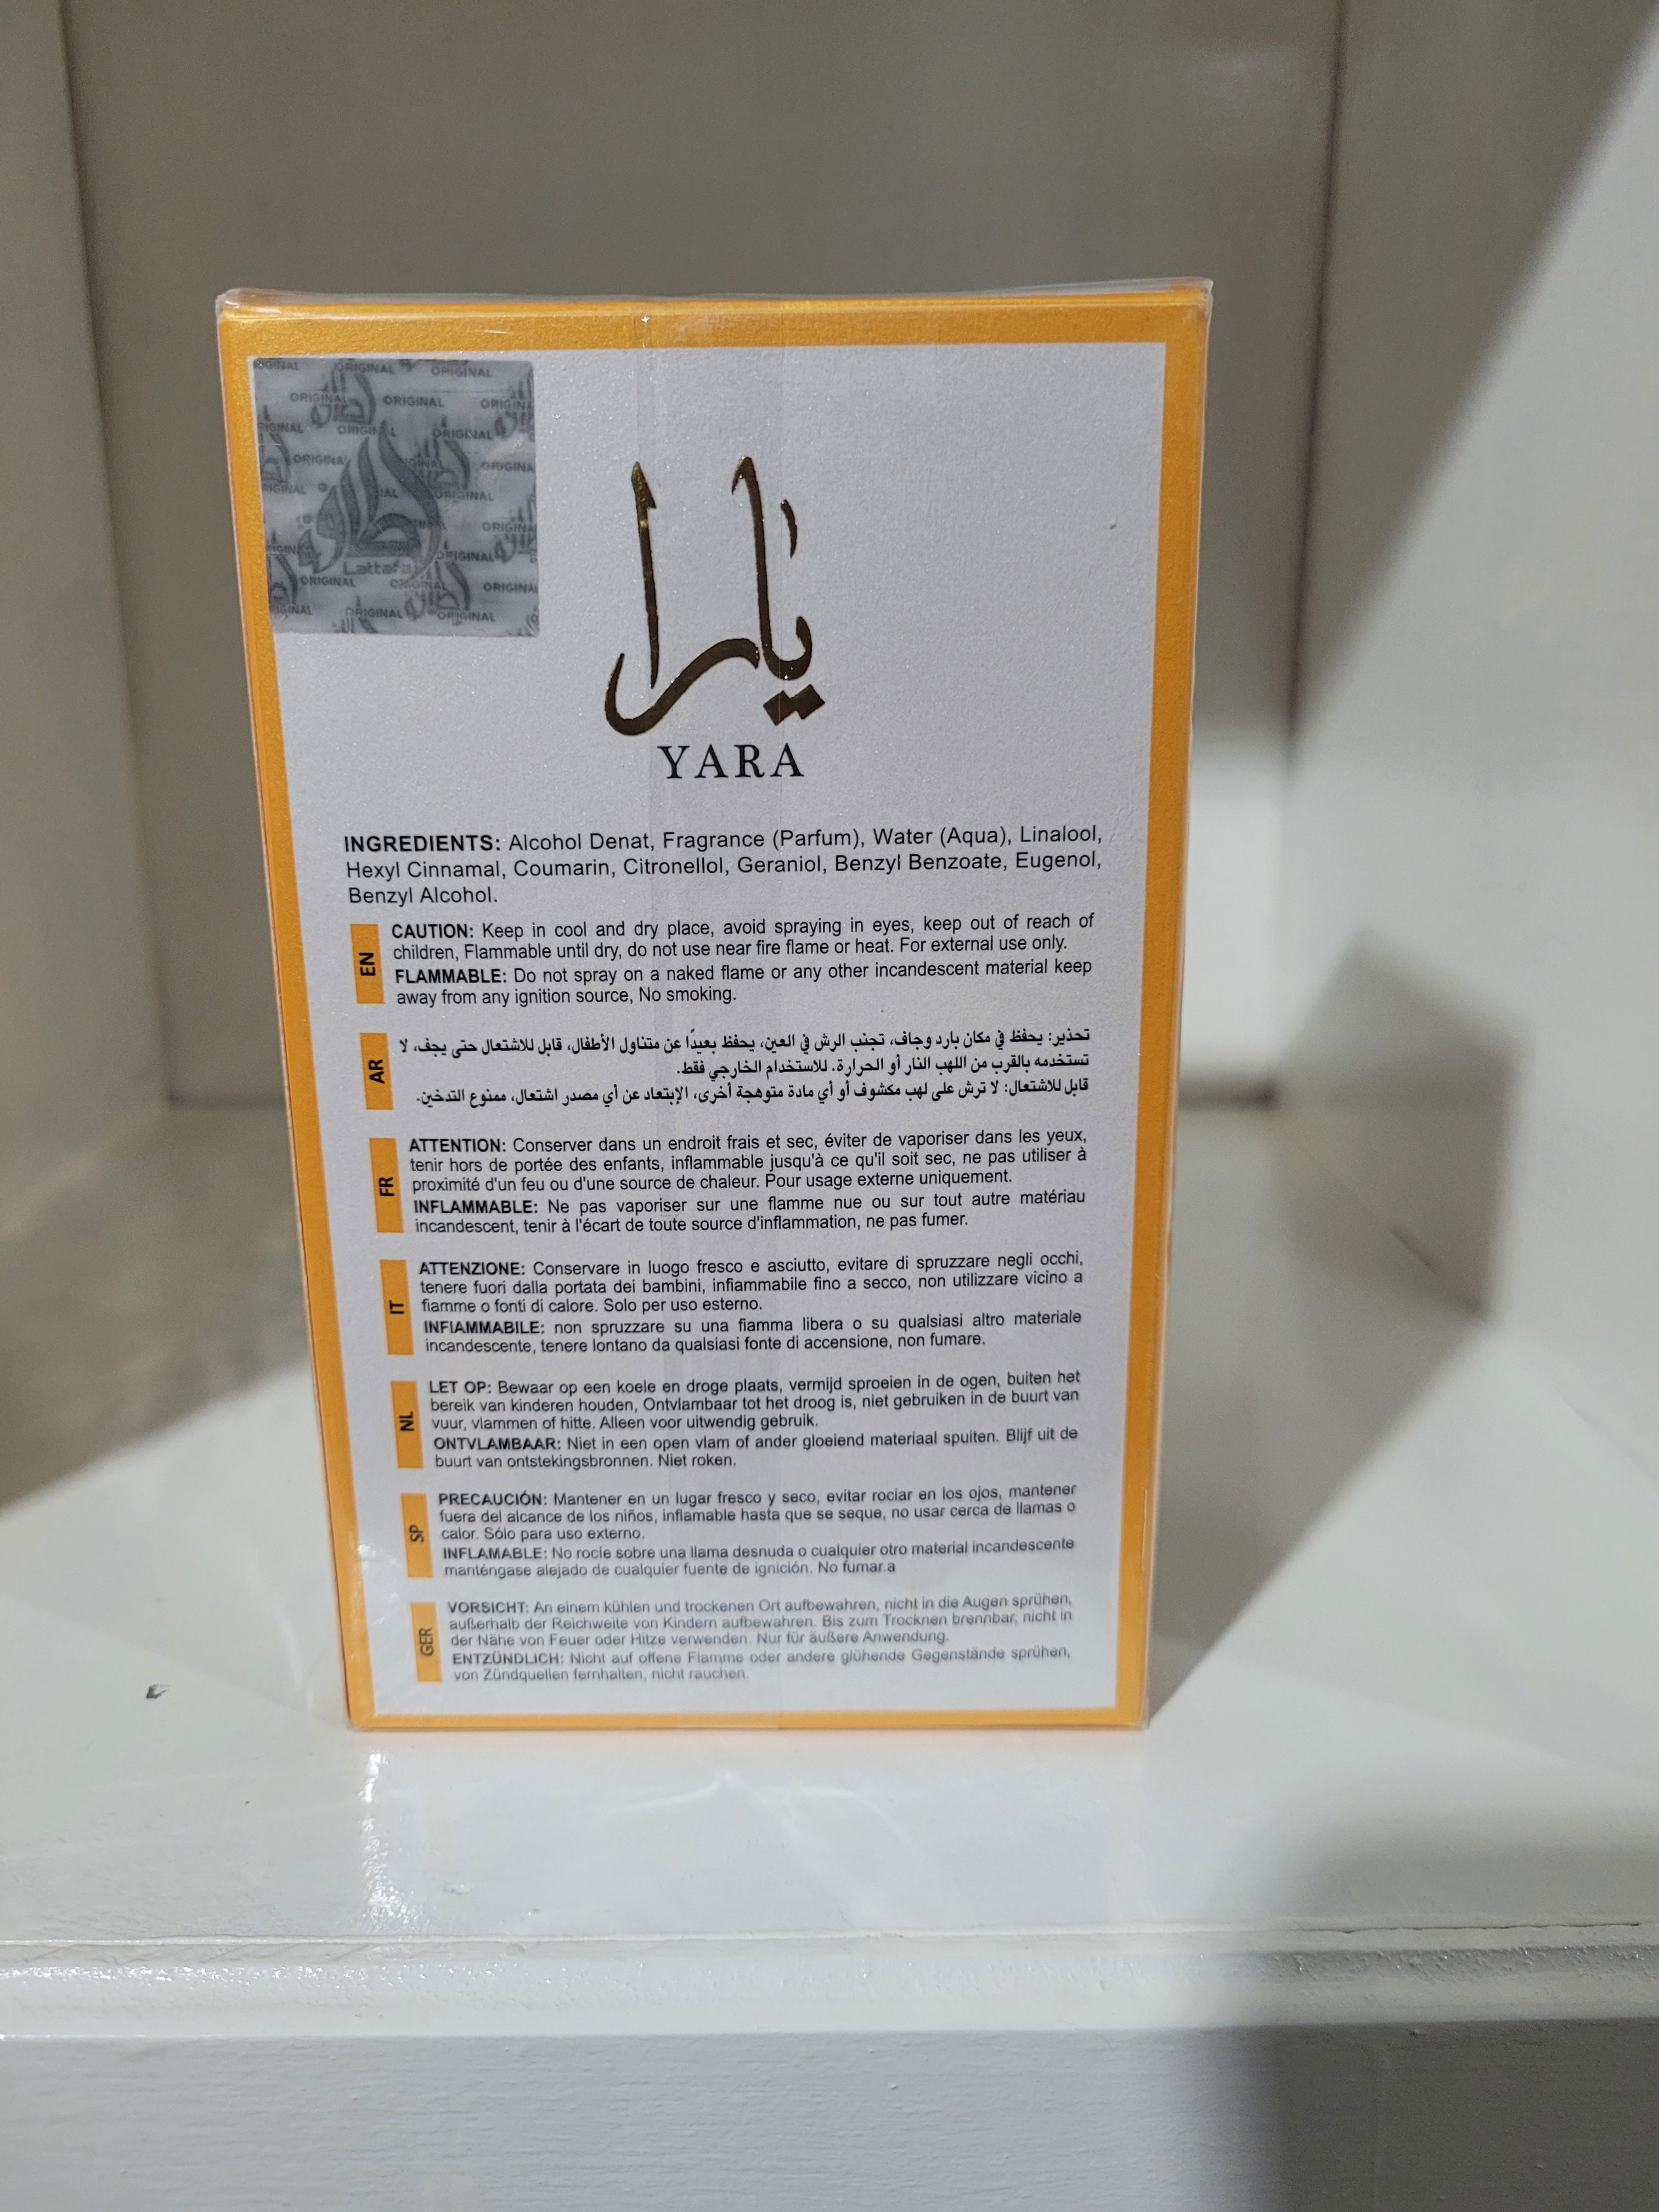 ORIGINAL
لطافة
Lattafa
يارا
YARA
INGREDIENTS: Alcohol Denat, Fragrance (Parfum), Water (Aqua), Linalool,
Hexyl Cinnamal, Coumarin, Citronellol, Geraniol, Benzyl Benzoate, Eugenol,
Benzyl Alcohol.
EN
CAUTION: Keep in cool and dry place, avoid spraying in eyes, keep out of reach of
children, Flammable until dry, do not use near fire flame or heat. For external use only.
FLAMMABLE: Do not spray on a naked flame or any other incandescent material keep
away from any ignition source, No smoking.
AR
تحذير: يحفظ في مكان بارد وجاف، تجنب الرش في العين، يحفظ بعيدًا عن متناول الأطفال، قابل للاشتعال حتى يجف، لا
تستخدمه بالقرب من اللهب النار أو الحرارة. للاستخدام الخارجي فقط.
قابل للاشتعال: لا ترش على لهب مكشوف أو أي مادة متوهجة أخرى، الإبتعاد عن أي مصدر اشتعال، ممنوع التدخين.
FR
ATTENTION: Conserver dans un endroit frais et sec, éviter de vaporiser dans les yeux,
tenir hors de portée des enfants, inflammable jusqu'à ce qu'il soit sec, ne pas utiliser à
proximité d'un feu ou d'une source de chaleur. Pour usage externe uniquement.
INFLAMMABLE: Ne pas vaporiser sur une flamme nue ou sur tout autre matériau
incandescent, tenir à l'écart de toute source d'inflammation, ne pas fumer.
IT
ATTENZIONE: Conservare in luogo fresco e asciutto, evitare di spruzzare negli occhi,
tenere fuori dalla portata dei bambini, infiammabile fino a secco, non utilizzare vicino a
fiamme o fonti di calore. Solo per uso esterno.
INFIAMMABILE: non spruzzare su una fiamma libera o su qualsiasi altro materiale
incandescente, tenere lontano da qualsiasi fonte di accensione, non fumare.
NL
LET OP: Bewaar op een koele en droge plaats, vermijd sproeien in de ogen, buiten het
bereik van kinderen houden, Ontvlambaar tot het droog is, niet gebruiken in de buurt van
vuur, vlammen of hitte. Alleen voor uitwendig gebruik.
ONTVLAMBAAR: Niet in een open vlam of ander gloeiend materiaal spuiten. Blijf uit de
buurt van ontstekingsbronnen. Niet roken.
SP
PRECAUCIÓN: Mantener en un lugar fresco y seco, evitar rociar en los ojos, mantener
fuera del alcance de los niños, inflamable hasta que se seque, no usar cerca de llamas o
calor. Sólo para uso externo.
INFLAMABLE: No rocíe sobre una llama desnuda o cualquier otro material incandescente
manténgase alejado de cualquier fuente de ignición. No fumar.a
GER
VORSICHT: An einem kühlen und trockenen Ort aufbewahren, nicht in die Augen sprühen,
außerhalb der Reichweite von Kindern aufbewahren. Bis zum Trocknen brennbar, nicht in
der Nähe von Feuer oder Hitze verwenden. Nur für äußere Anwendung.
ENTZÜNDLICH: Nicht auf offene Flamme oder andere glühende Gegenstände sprühen,
von Zündquellen fernhalten, nicht rauchen.